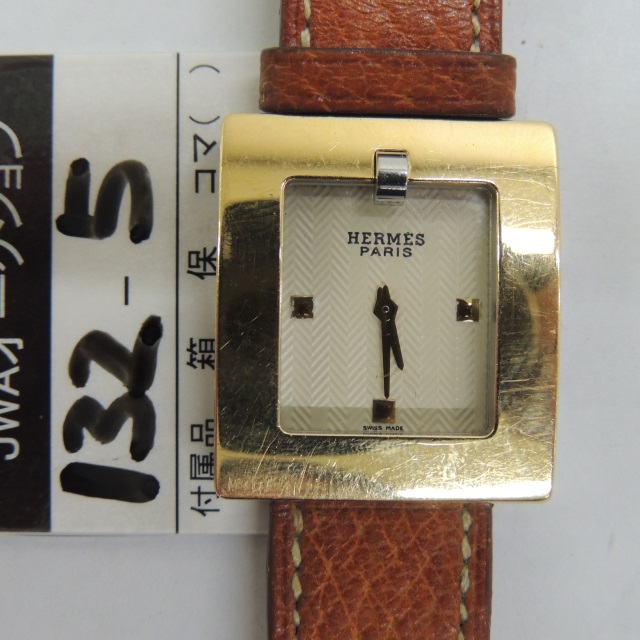 JWAオークション
132-5
付属品 箱 保 コマ( )
HERMES
PARIS
SWISS MADE